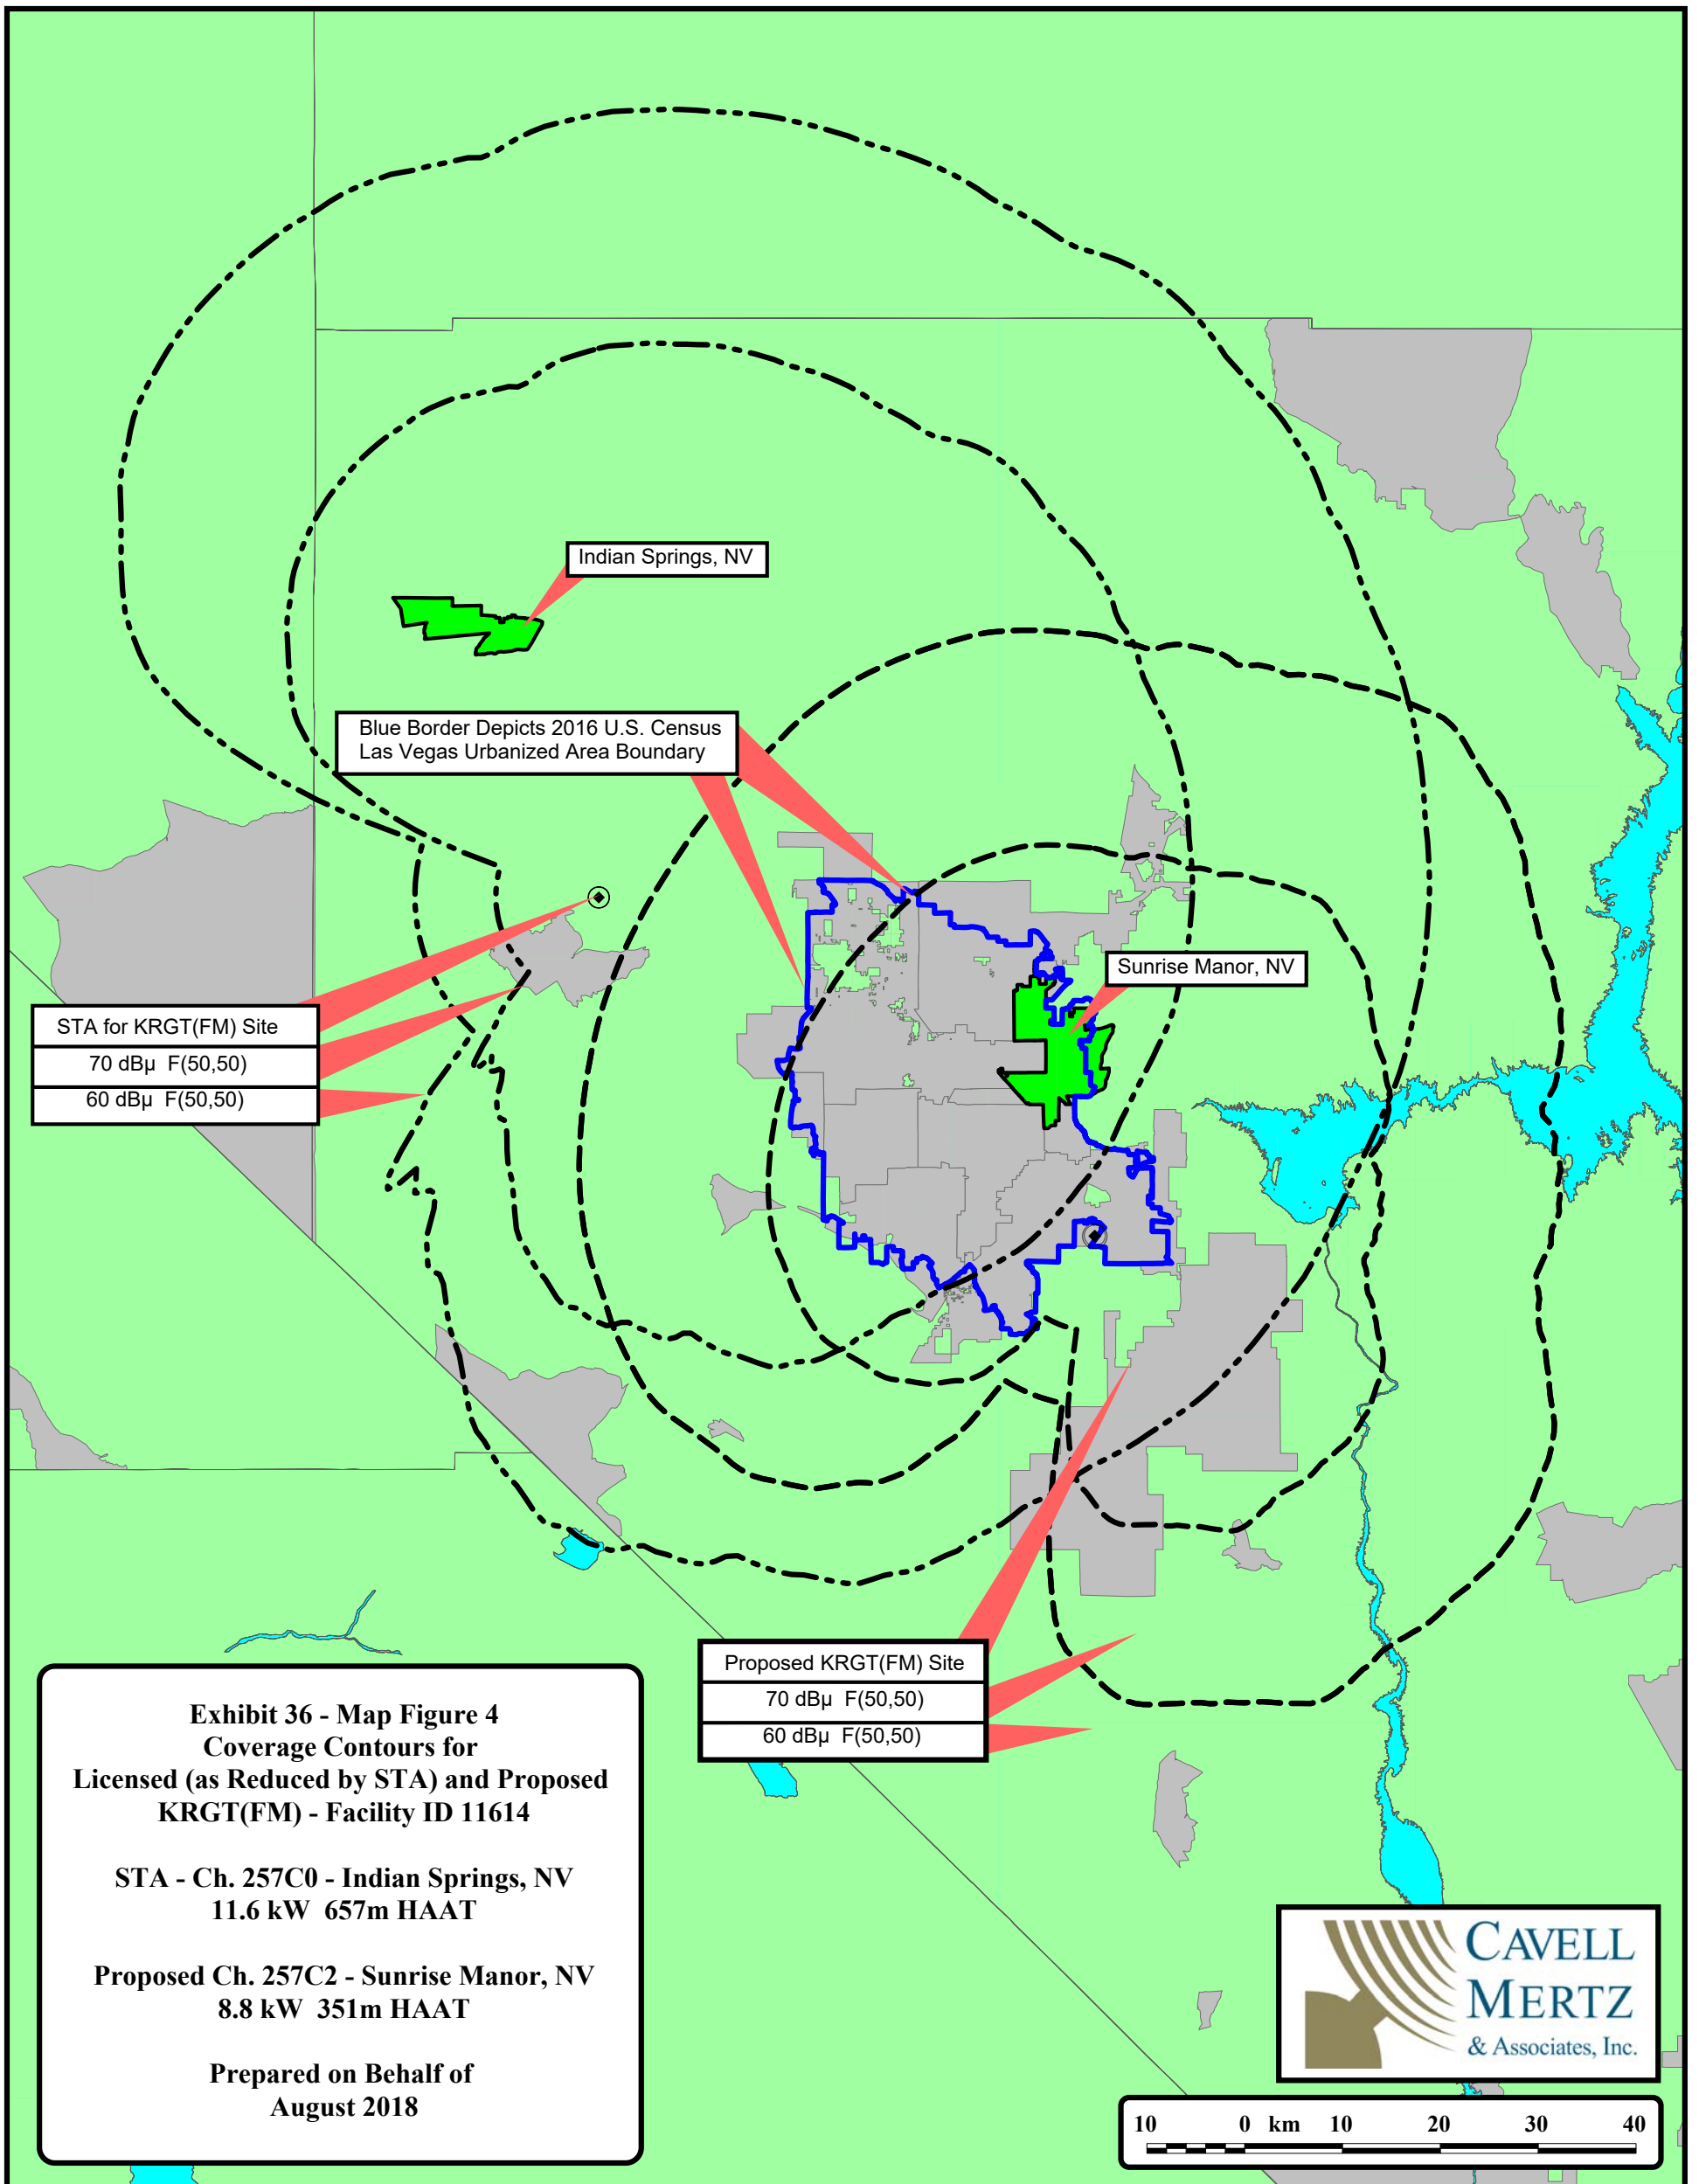 Indian Springs, NV
Blue Border Depicts 2016 U.S. Census
Las Vegas Urbanized Area Boundary
Sunrise Manor, NV
STA for KRGT(FM) Site
70 dBµ F(50,50)
60 dBµ F(50,50)
Proposed KRGT(FM) Site
70 dBµ F(50,50)
60 dBµ F(50,50)
Exhibit 36 - Map Figure 4
Coverage Contours for
Licensed (as Reduced by STA) and Proposed
KRGT(FM) - Facility ID 11614
STA - Ch. 257C0 - Indian Springs, NV
11.6 kW 657m HAAT
Proposed Ch. 257C2 - Sunrise Manor, NV
8.8 kW 351m HAAT
Prepared on Behalf of
August 2018
CAVELL
MERTZ
& Associates, Inc.
10 0 km 10 20 30 40